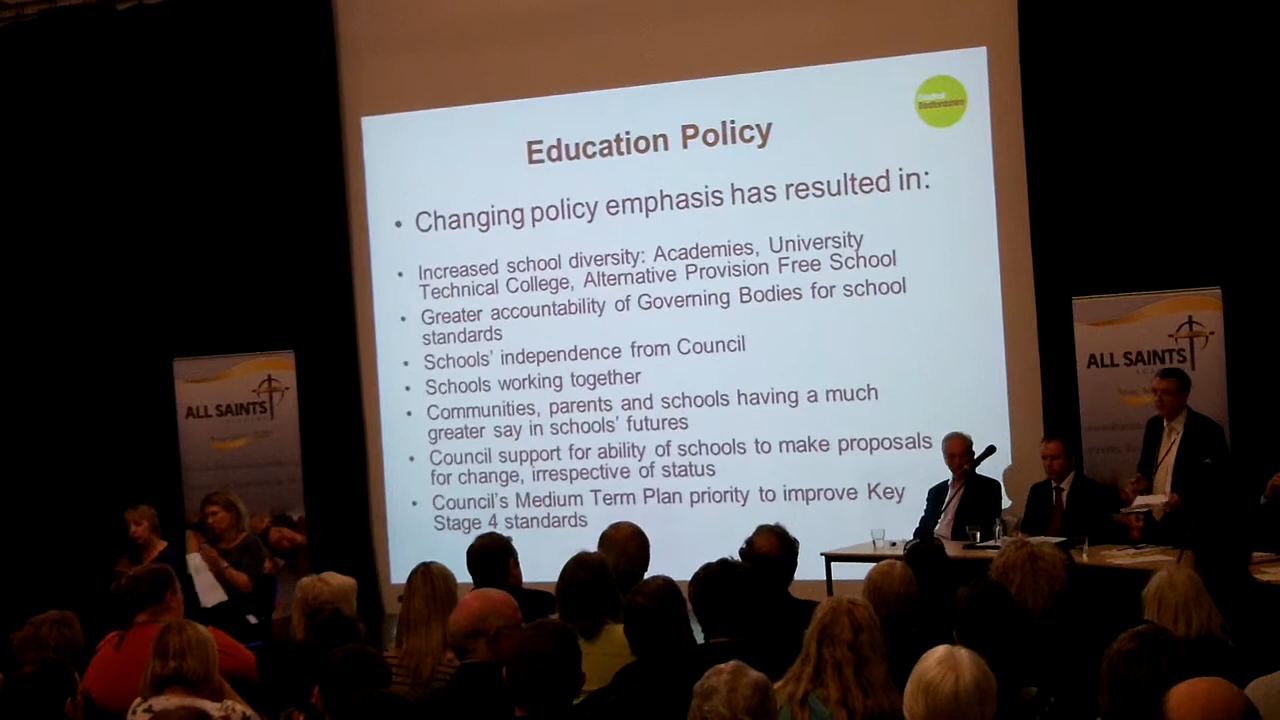 Bedfordshire
Education Policy
• Changing policy emphasis has resulted in:
• Increased school diversity: Academies, University
Technical College, Alternative Provision Free School
• Greater accountability of Governing Bodies for school
standards
• Schools' independence from Council
• Schools working together
• Communities, parents and schools having a much
greater say in schools' futures
• Council support for ability of schools to make proposals
for change, irrespective of status
• Council's Medium Term Plan priority to improve Key
Stage 4 standards
ALL SAINTS
ACADEMY
ALL SAINTS
ACADEMY